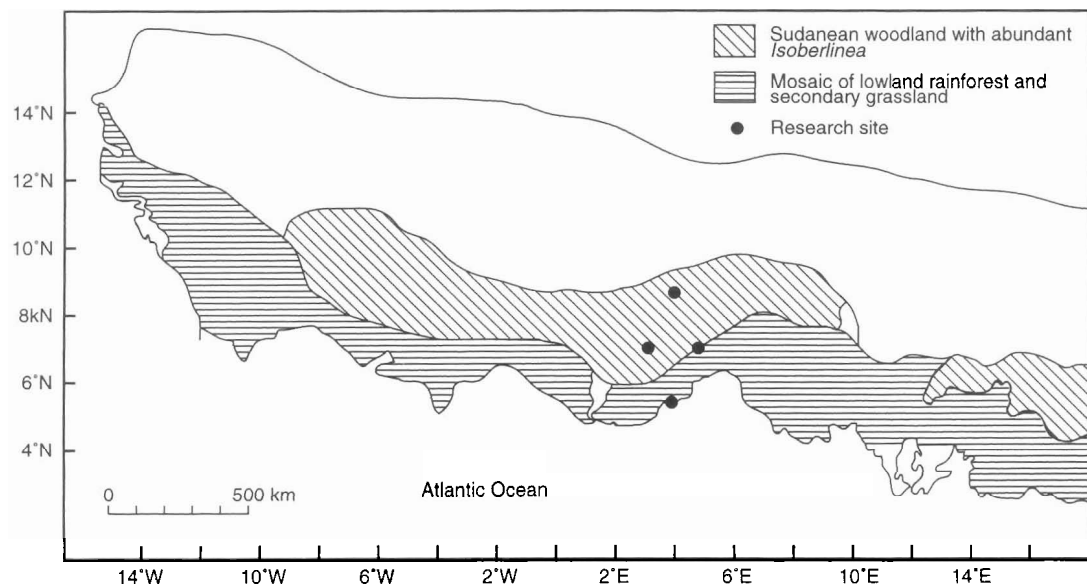 Sudanean woodland with abundant
Isoberlinea
Mosaic of lowland rainforest and
secondary grassland
Research site
14°N
12°N
10°N
8kN
6°N
4°N
0 500 km
Atlantic Ocean
14°W 10°W 6°W 2°W 2°E 6°E 10°E 14°E